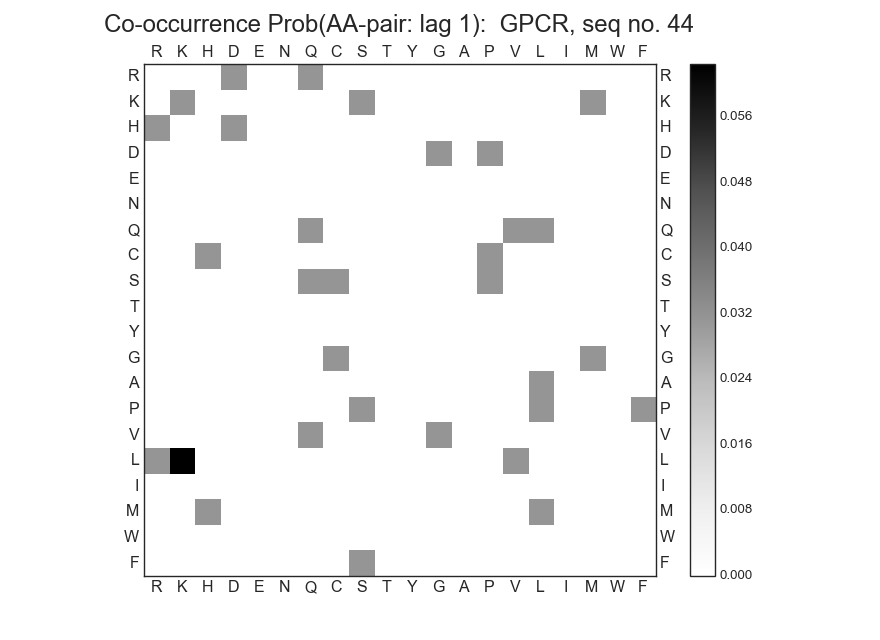 Co-occurrence Prob(AA-pair: lag 1):  GPCR, seq no. 44
R K H D E N Q C S T Y G A P V L I M W F
R R
K K
H H
D D
E E
N N
Q Q
C C
S S
T T
Y Y
G G
A A
P P
V V
L L
I I
M M
W W
F F
R K H D E N Q C S T Y G A P V L I M W F
0.056
0.048
0.040
0.032
0.024
0.016
0.008
0.000